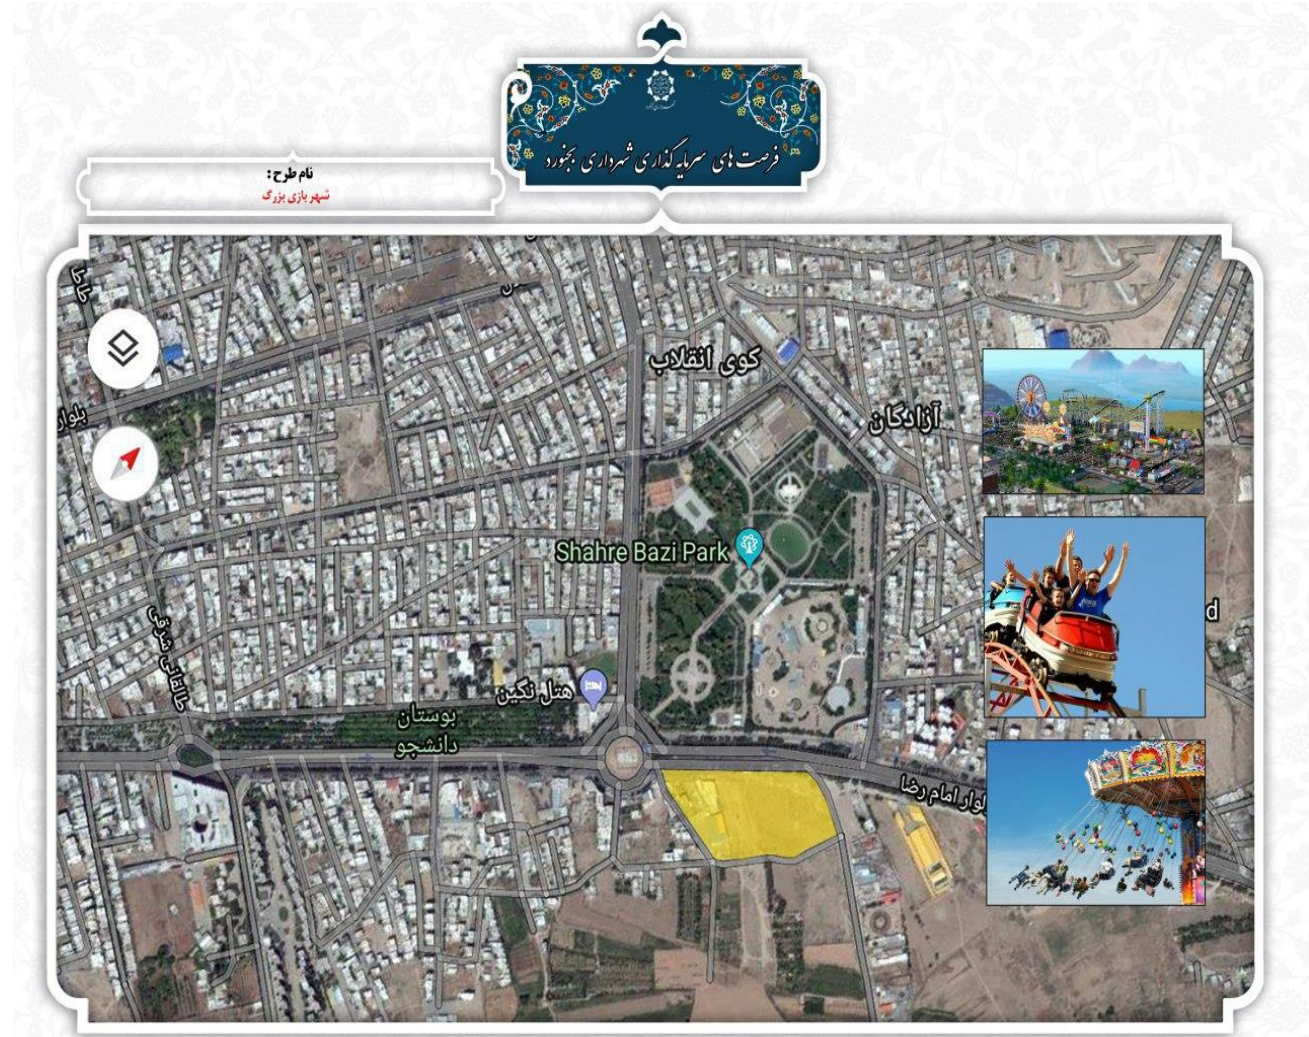 فرصت های سرمایه گذاری شهرداری بجنورد
نام طرح :
شهر بازی بزرگ
کوی انقلاب
آزادگان
بلوار
Shahre Bazi Park
d
طالقانی شرقی
هتل نگین
بوستان
دانشجو
لوار امام رضا